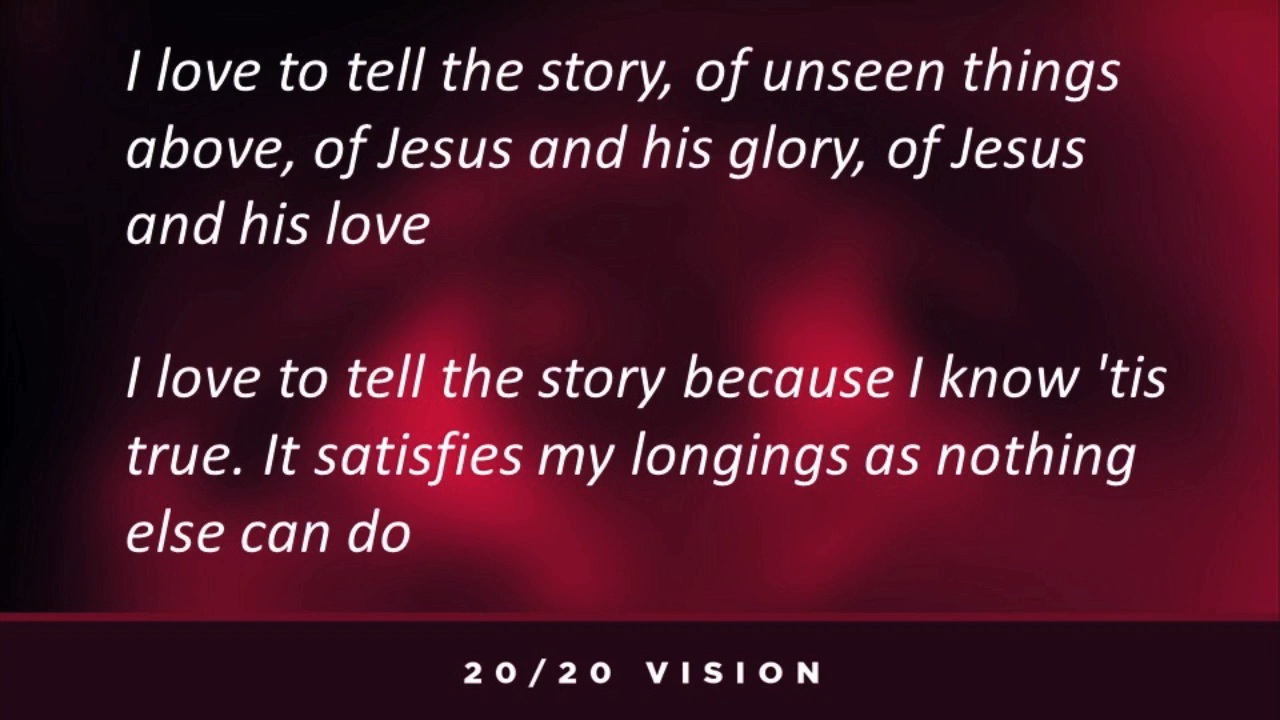 I love to tell the story, of unseen things
above, of Jesus and his glory, of Jesus
and his love
I love to tell the story because I know 'tis
true. It satisfies my longings as nothing
else can do
20/20 VISION